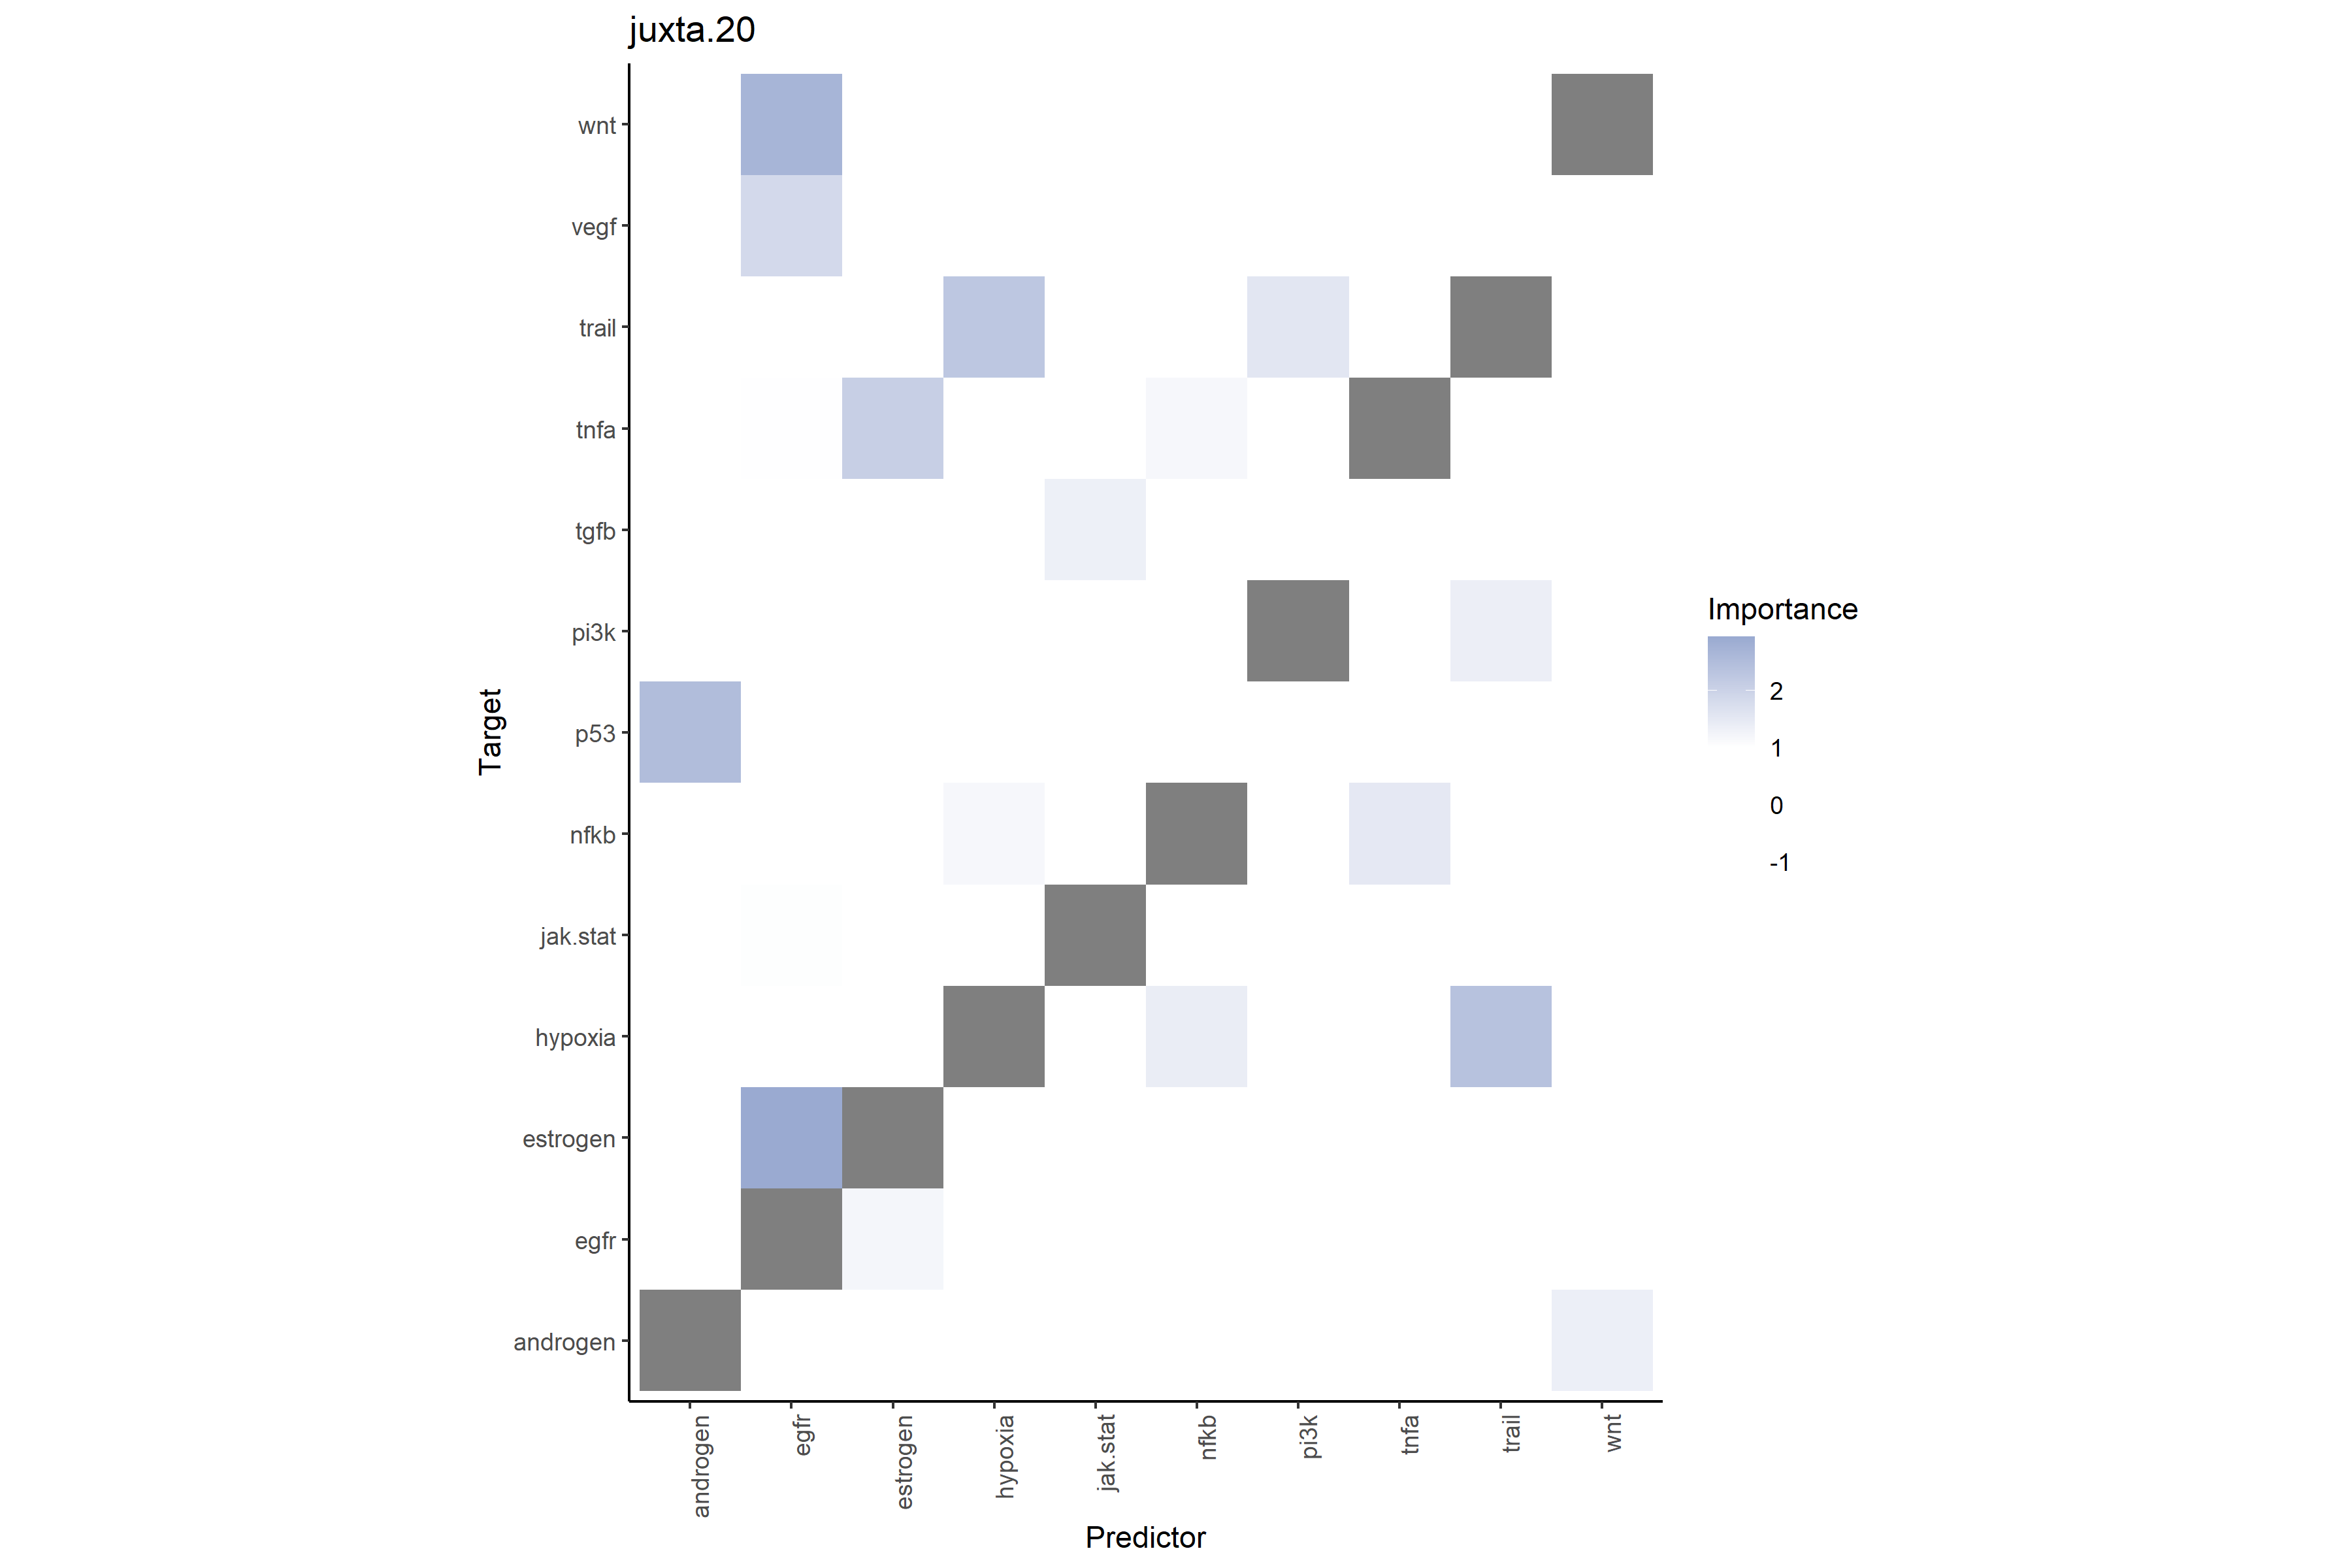 juxta.20
wnt
vegf
trail
tnfa
tgfb
pi3k
p53
nfkb
jak.stat
hypoxia
estrogen
egfr
androgen
Target
androgen
egfr
estrogen
hypoxia
jak.stat
nfkb
pi3k
tnfa
trail
wnt
Predictor
Importance
2
1
0
-1